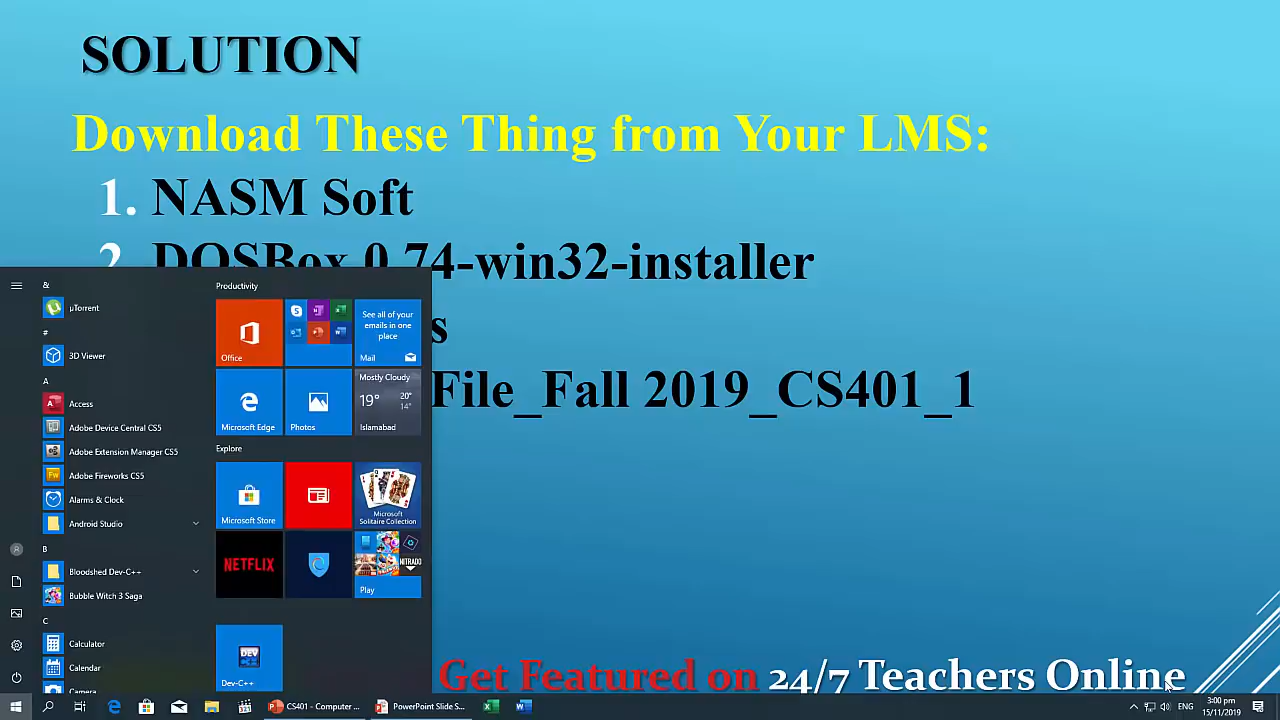 SOLUTION
Download These Thing from Your LMS:
1. NASM Soft
2. DOSBox 0.74-win32-installer
s
File_Fall 2019_CS401_1
&
µTorrent
#
3D Viewer
A
Access
Adobe Device Central CS5
Adobe Extension Manager CS5
Adobe Fireworks CS5
Alarms & Clock
Android Studio
B
Bloodshed Dev-C++
Bubble Witch 3 Saga
C
Calculator
Calendar
Camera
Productivity
Office
See all of your
emails in one
place
Mail
Microsoft Edge
Photos
Mostly Cloudy
19° 20°
14°
Islamabad
Explore
Microsoft Store
Microsoft
Solitaire Collection
NETFLIX
NITRADO
Play
DEV
C++
Dev-C++
Get Featured on 24/7 Teachers Online
CS401 - Computer ...
PowerPoint Slide S...
ENG
3:00 pm
15/11/2019